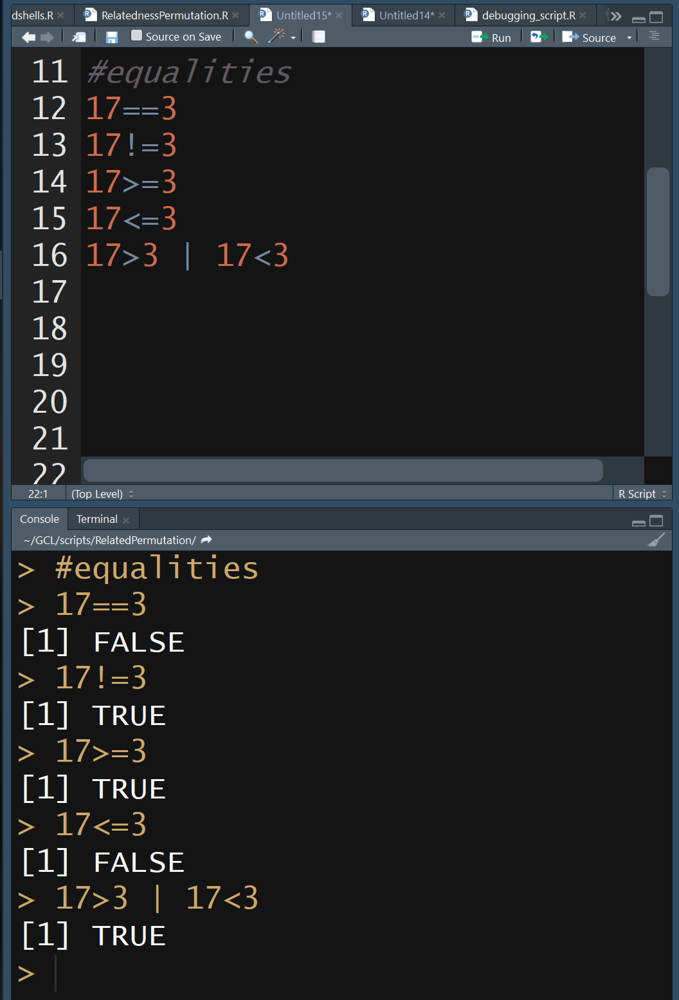 dshells.R RelatednessPermutation.R Untitled15* Untitled14* debugging_script.R
Source on Save Run Source
11 #equalities
12 17==3
13 17!=3
14 17>=3
15 17<=3
16 17>3 | 17<3
17
18
19
20
21
22
22:1 (Top Level) R Script
Console Terminal
~/GCL/scripts/RelatedPermutation/
> #equalities
> 17==3
[1] FALSE
> 17!=3
[1] TRUE
> 17>=3
[1] TRUE
> 17<=3
[1] FALSE
> 17>3 | 17<3
[1] TRUE
>